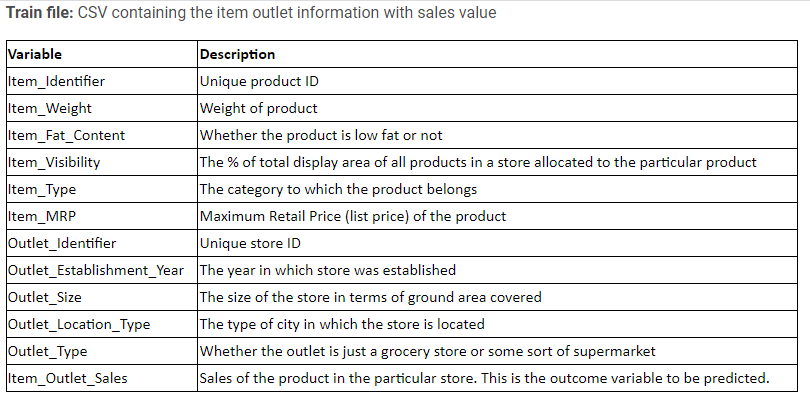 Train file: CSV containing the item outlet information with sales value
Variable Description
Item_Identifier Unique product ID
Item_Weight Weight of product
Item_Fat_Content Whether the product is low fat or not
Item_Visibility The % of total display area of all products in a store allocated to the particular product
Item_Type The category to which the product belongs
Item_MRP Maximum Retail Price (list price) of the product
Outlet_Identifier Unique store ID
Outlet_Establishment_Year The year in which store was established
Outlet_Size The size of the store in terms of ground area covered
Outlet_Location_Type The type of city in which the store is located
Outlet_Type Whether the outlet is just a grocery store or some sort of supermarket
Item_Outlet_Sales Sales of the product in the particular store. This is the outcome variable to be predicted.